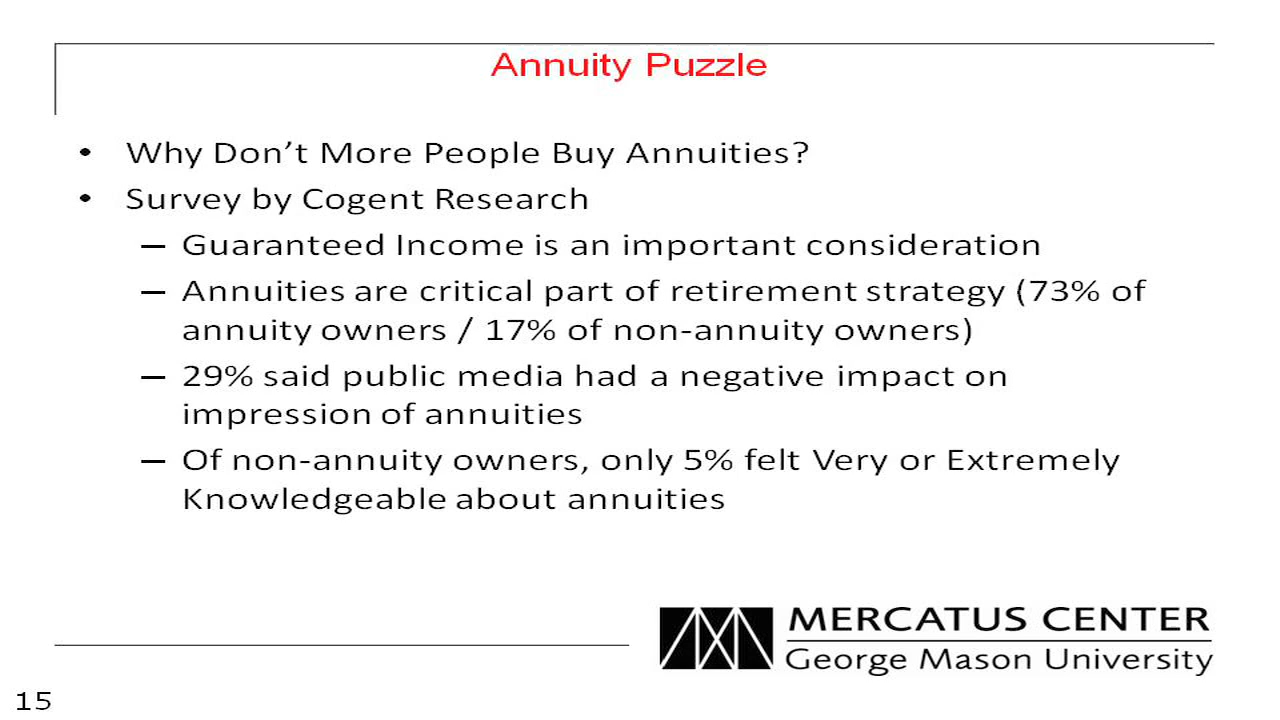 Annuity Puzzle
• Why Don’t More People Buy Annuities?
• Survey by Cogent Research
– Guaranteed Income is an important consideration
– Annuities are critical part of retirement strategy (73% of
annuity owners / 17% of non-annuity owners)
– 29% said public media had a negative impact on
impression of annuities
– Of non-annuity owners, only 5% felt Very or Extremely
Knowledgeable about annuities
MERCATUS CENTER
George Mason University
15